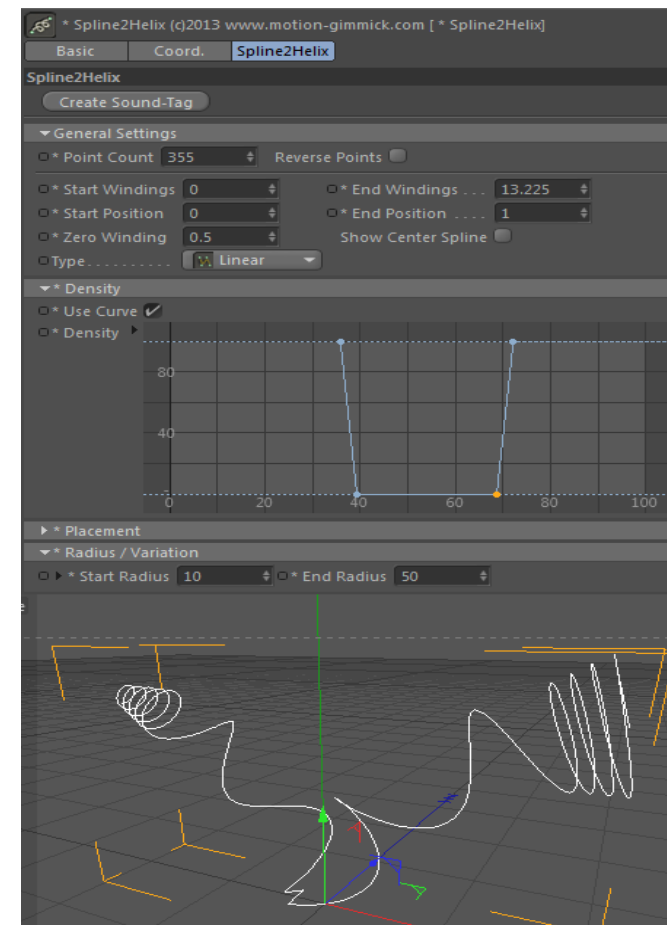 * Spline2Helix (c)2013 www.motion-gimmick.com [ * Spline2Helix]
Basic Coord. Spline2Helix
Spline2Helix
Create Sound-Tag
General Settings
* Point Count 355 Reverse Points
* Start Windings 0 * End Windings . . . 13.225
* Start Position 0 * End Position . . . . 1
* Zero Winding 0.5 Show Center Spline
Type. . . . . . . . . . Linear
* Density
* Use Curve
* Density
80
40
0 20 40 60 80 100
* Placement
* Radius / Variation
* Start Radius 10 * End Radius 50